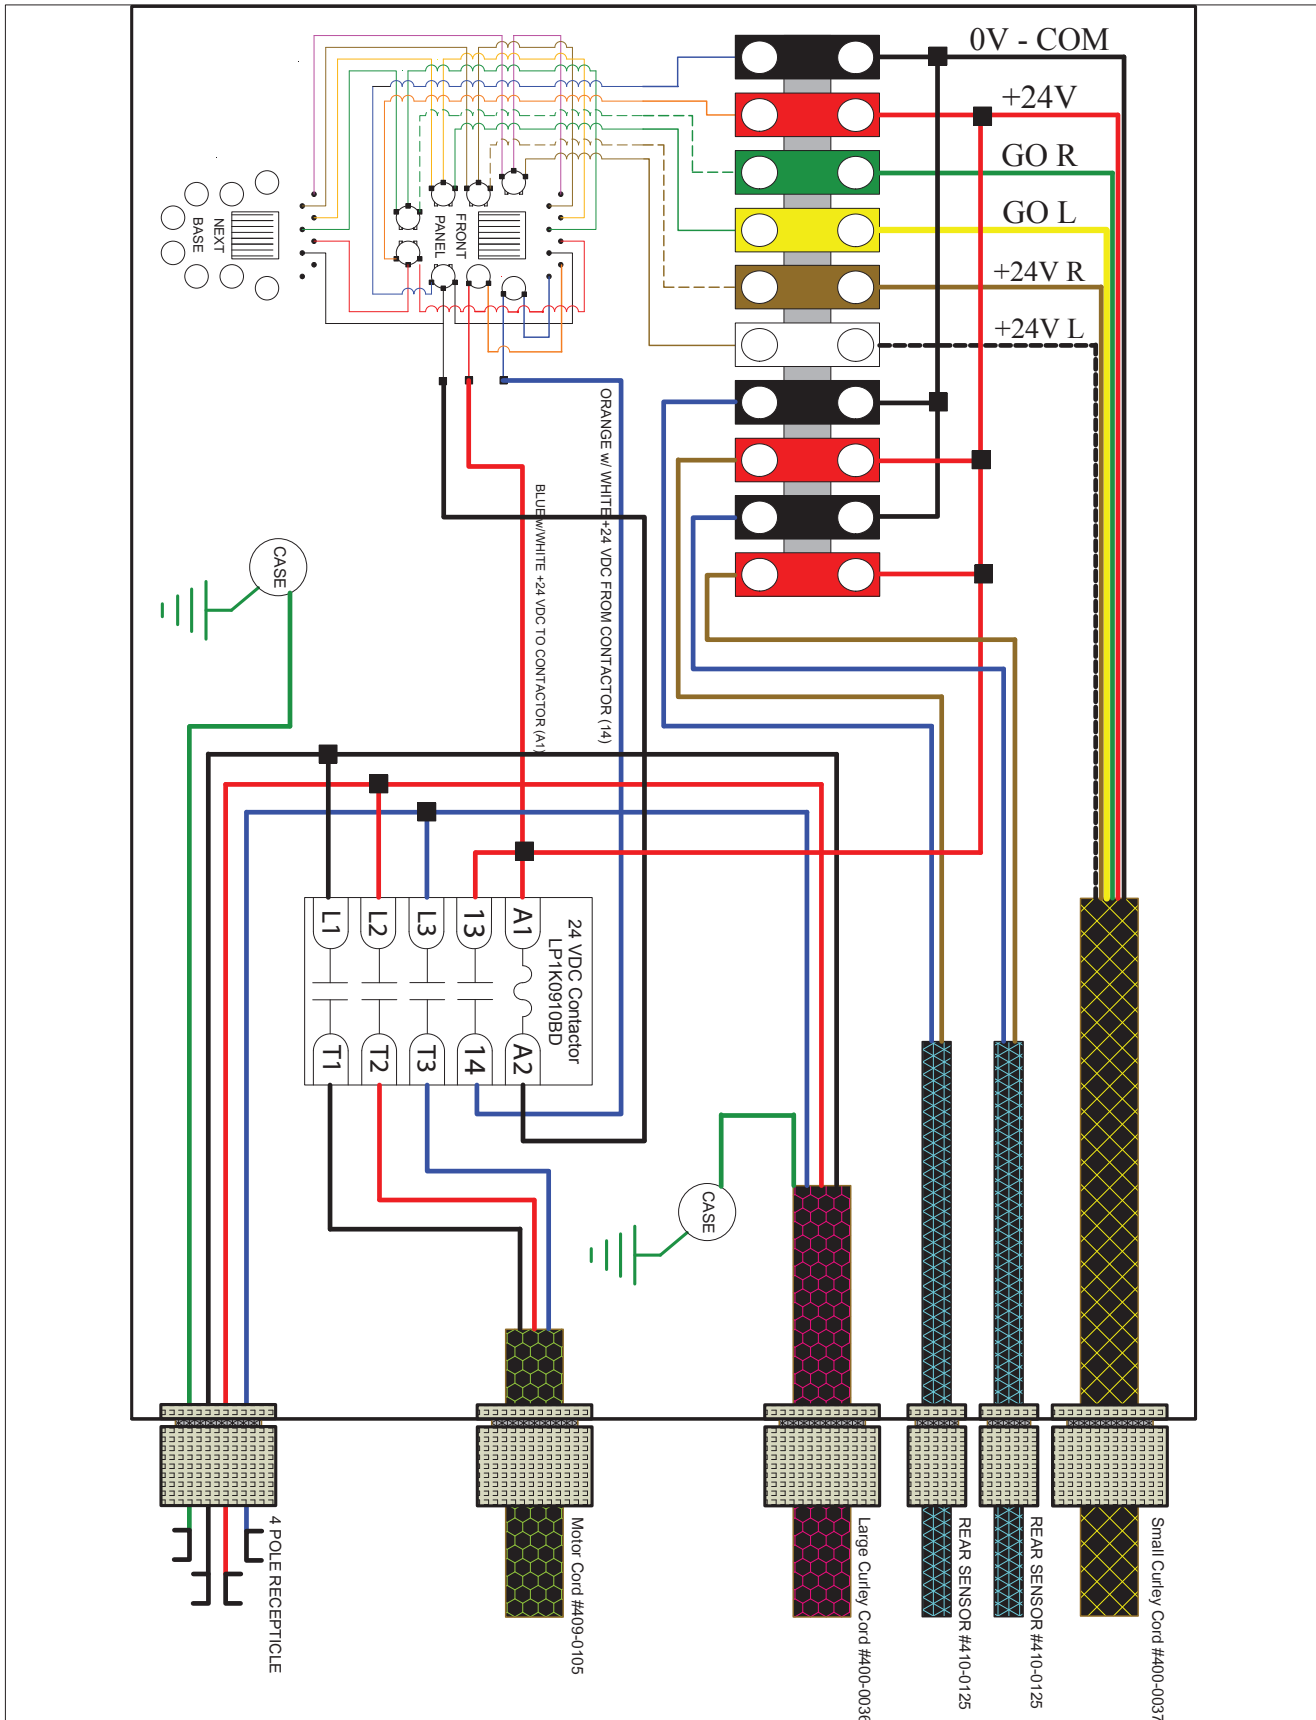 0V - COM
+24V
GO R
GO L
+24V R
+24V L
NEXT
BASE
FRONT
PANEL
ORANGE w/ WHITE +24 VDC FROM CONTACTOR (14)
BLUE w/WHITE +24 VDC TO CONTACTOR (A1)
CASE
24 VDC Contactor
LP1K0910BD
L1
L2
L3
13
A1
T1
T2
T3
14
A2
CASE
4 POLE RECEPTICLE
Motor Cord #409-0105
Large Curley Cord #400-0036
REAR SENSOR #410-0125
REAR SENSOR #410-0125
Small Curley Cord #400-0037